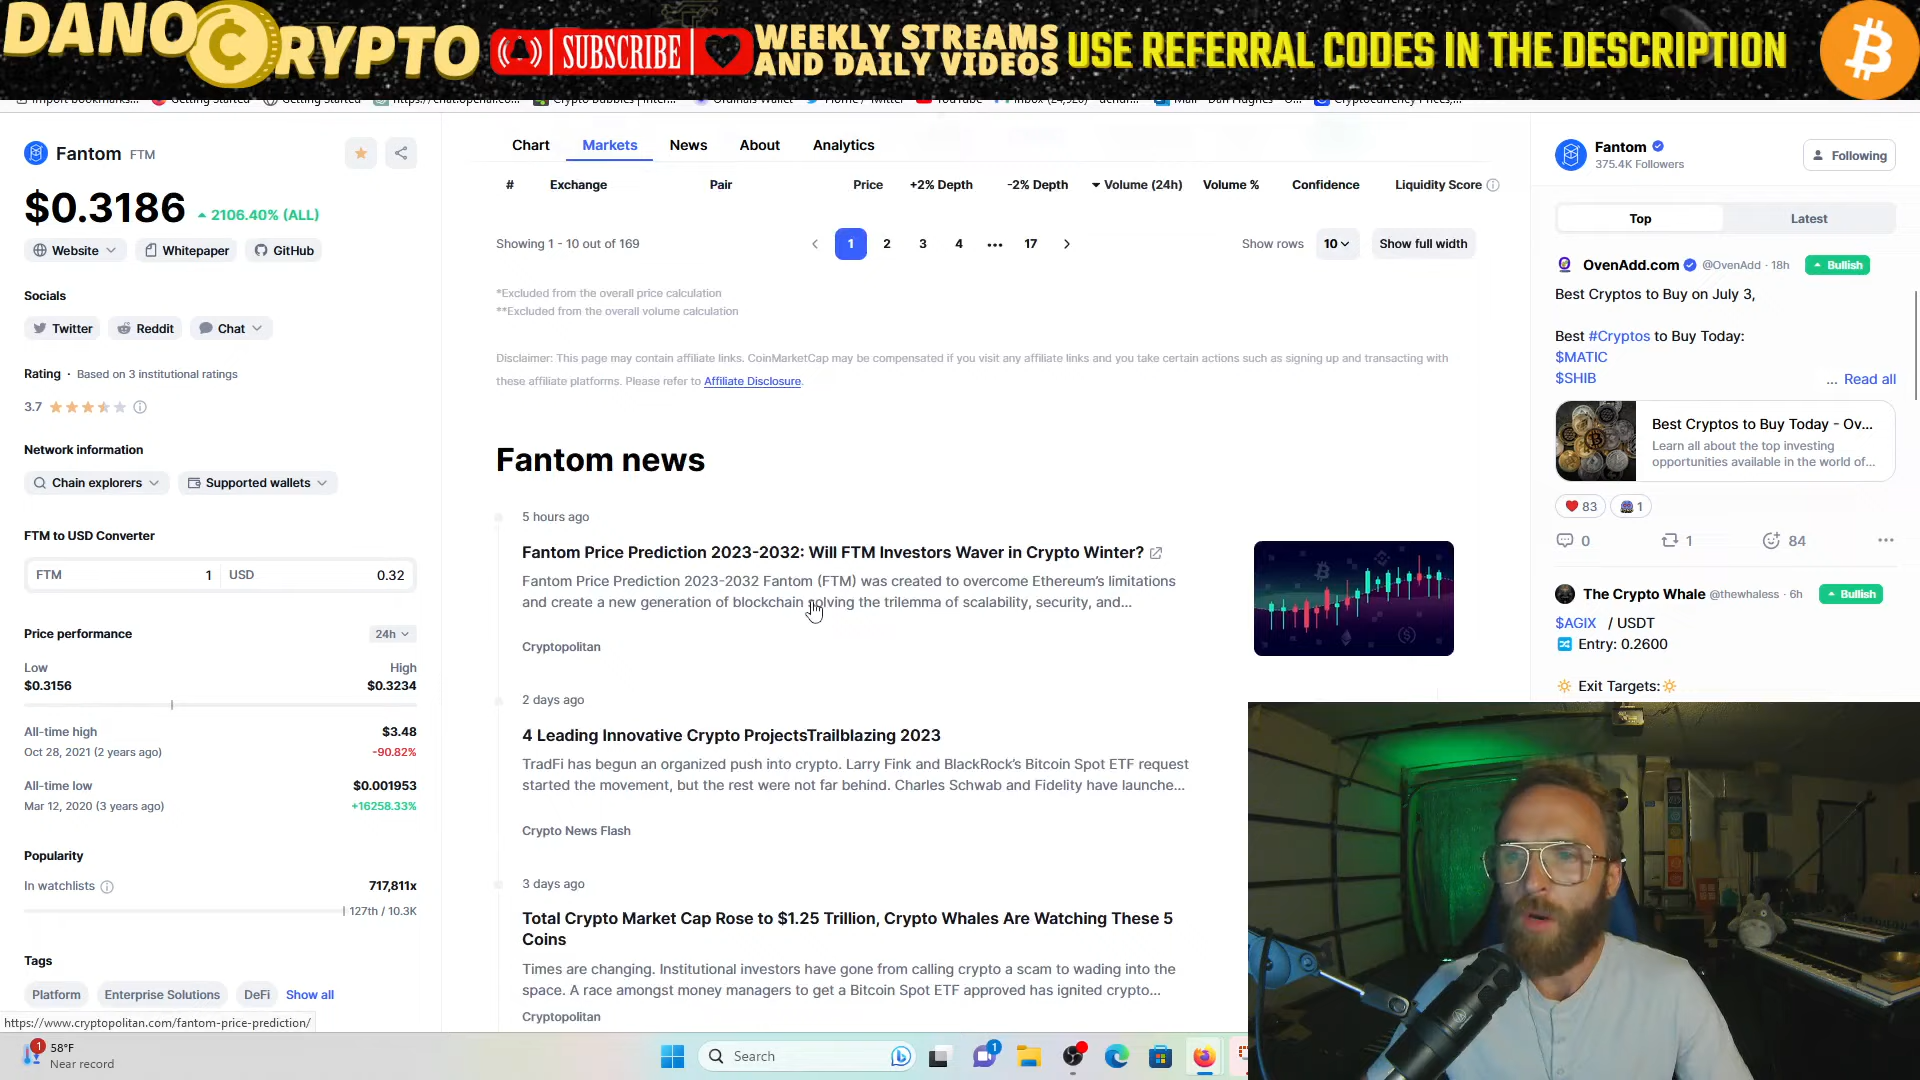 DANO CRYPTO
SUBSCRIBE
WEEKLY STREAMS
AND DAILY VIDEOS
USE REFERRAL CODES IN THE DESCRIPTION
Fantom FTM
$0.3186 2106.40% (ALL)
Website
Whitepaper
GitHub
Socials
Twitter
Reddit
Chat
Rating · Based on 3 institutional ratings
3.7
Network information
Chain explorers
Supported wallets
FTM to USD Converter
FTM 1 USD 0.32
Price performance 24h
Low High
$0.3156 $0.3234
All-time high $3.48
Oct 28, 2021 (2 years ago) -90.82%
All-time low $0.001953
Mar 12, 2020 (3 years ago) +16258.33%
Popularity
In watchlists 717,811x
127th / 10.3K
Tags
Platform
Enterprise Solutions
DeFi
Show all
https://www.cryptopolitan.com/fantom-price-prediction/
Chart Markets News About Analytics
# Exchange Pair Price +2% Depth -2% Depth Volume (24h) Volume % Confidence Liquidity Score
Showing 1 - 10 out of 169
1 2 3 4 ... 17
Show rows 10 Show full width
*Excluded from the overall price calculation
**Excluded from the overall volume calculation
Disclaimer: This page may contain affiliate links. CoinMarketCap may be compensated if you visit any affiliate links and you take certain actions such as signing up and transacting with
these affiliate platforms. Please refer to Affiliate Disclosure.
Fantom news
5 hours ago
Fantom Price Prediction 2023-2032: Will FTM Investors Waver in Crypto Winter?
Fantom Price Prediction 2023-2032 Fantom (FTM) was created to overcome Ethereum's limitations
and create a new generation of blockchain solving the trilemma of scalability, security, and...
Cryptopolitan
2 days ago
4 Leading Innovative Crypto ProjectsTrailblazing 2023
TradFi has begun an organized push into crypto. Larry Fink and BlackRock's Bitcoin Spot ETF request
started the movement, but the rest were not far behind. Charles Schwab and Fidelity have launche...
Crypto News Flash
3 days ago
Total Crypto Market Cap Rose to $1.25 Trillion, Crypto Whales Are Watching These 5
Coins
Times are changing. Institutional investors have gone from calling crypto a scam to wading into the
space. A race amongst money managers to get a Bitcoin Spot ETF approved has ignited crypto...
Cryptopolitan
Fantom
375.4K Followers
Following
Top Latest
OvenAdd.com @OvenAdd · 18h Bullish
Best Cryptos to Buy on July 3,
Best #Cryptos to Buy Today:
$MATIC
$SHIB
... Read all
Best Cryptos to Buy Today - Ov...
Learn all about the top investing
opportunities available in the world of...
83 1
0 1 84
The Crypto Whale @thewhaless · 6h Bullish
$AGIX / USDT
Entry: 0.2600
Exit Targets:
1
58°F
Near record
Search
1